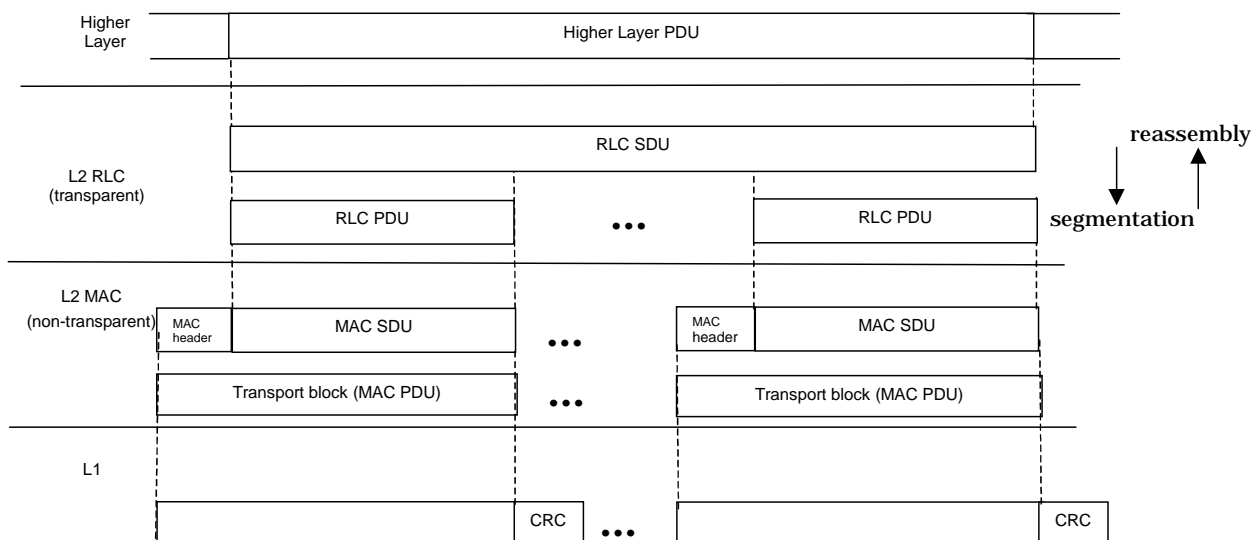 Higher
Layer
Higher Layer PDU
RLC SDU
reassembly
L2 RLC
(transparent)
RLC PDU
•••
RLC PDU
segmentation
L2 MAC
(non-transparent)
MAC
header
MAC SDU
•••
MAC
header
MAC SDU
Transport block (MAC PDU)
•••
Transport block (MAC PDU)
L1
CRC
•••
CRC